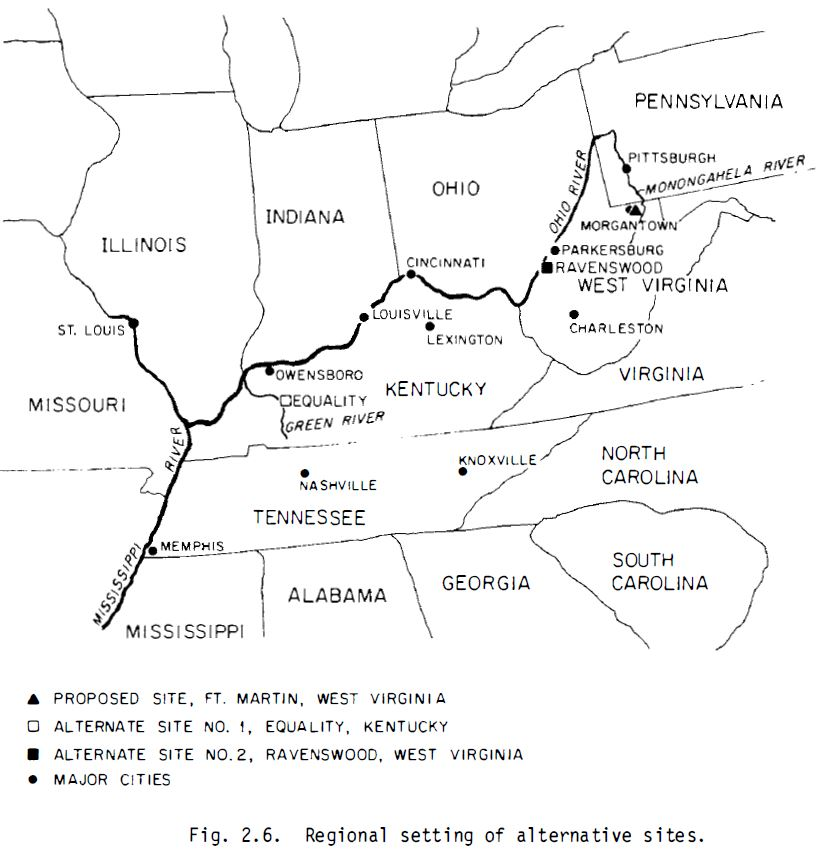 PENNSYLVANIA
PITTSBURGH
MONONGAHELA RIVER
OHIO
OHIO RIVER
INDIANA
MORGANTOWN
ILLINOIS
PARKERSBURG
CINCINNATI
RAVENSWOOD
WEST VIRGINIA
LOUISVILLE
ST. LOUIS
CHARLESTON
LEXINGTON
OWENSBORO
VIRGINIA
KENTUCKY
MISSOURI
EQUALITY
GREEN RIVER
MISSISSIPPI RIVER
KNOXVILLE
NORTH
CAROLINA
NASHVILLE
TENNESSEE
MEMPHIS
SOUTH
CAROLINA
GEORGIA
ALABAMA
MISSISSIPPI
PROPOSED SITE, FT. MARTIN, WEST VIRGINIA
ALTERNATE SITE NO. 1, EQUALITY, KENTUCKY
ALTERNATE SITE NO.2, RAVENSWOOD, WEST VIRGINIA
MAJOR CITIES
Fig. 2.6. Regional setting of alternative sites.